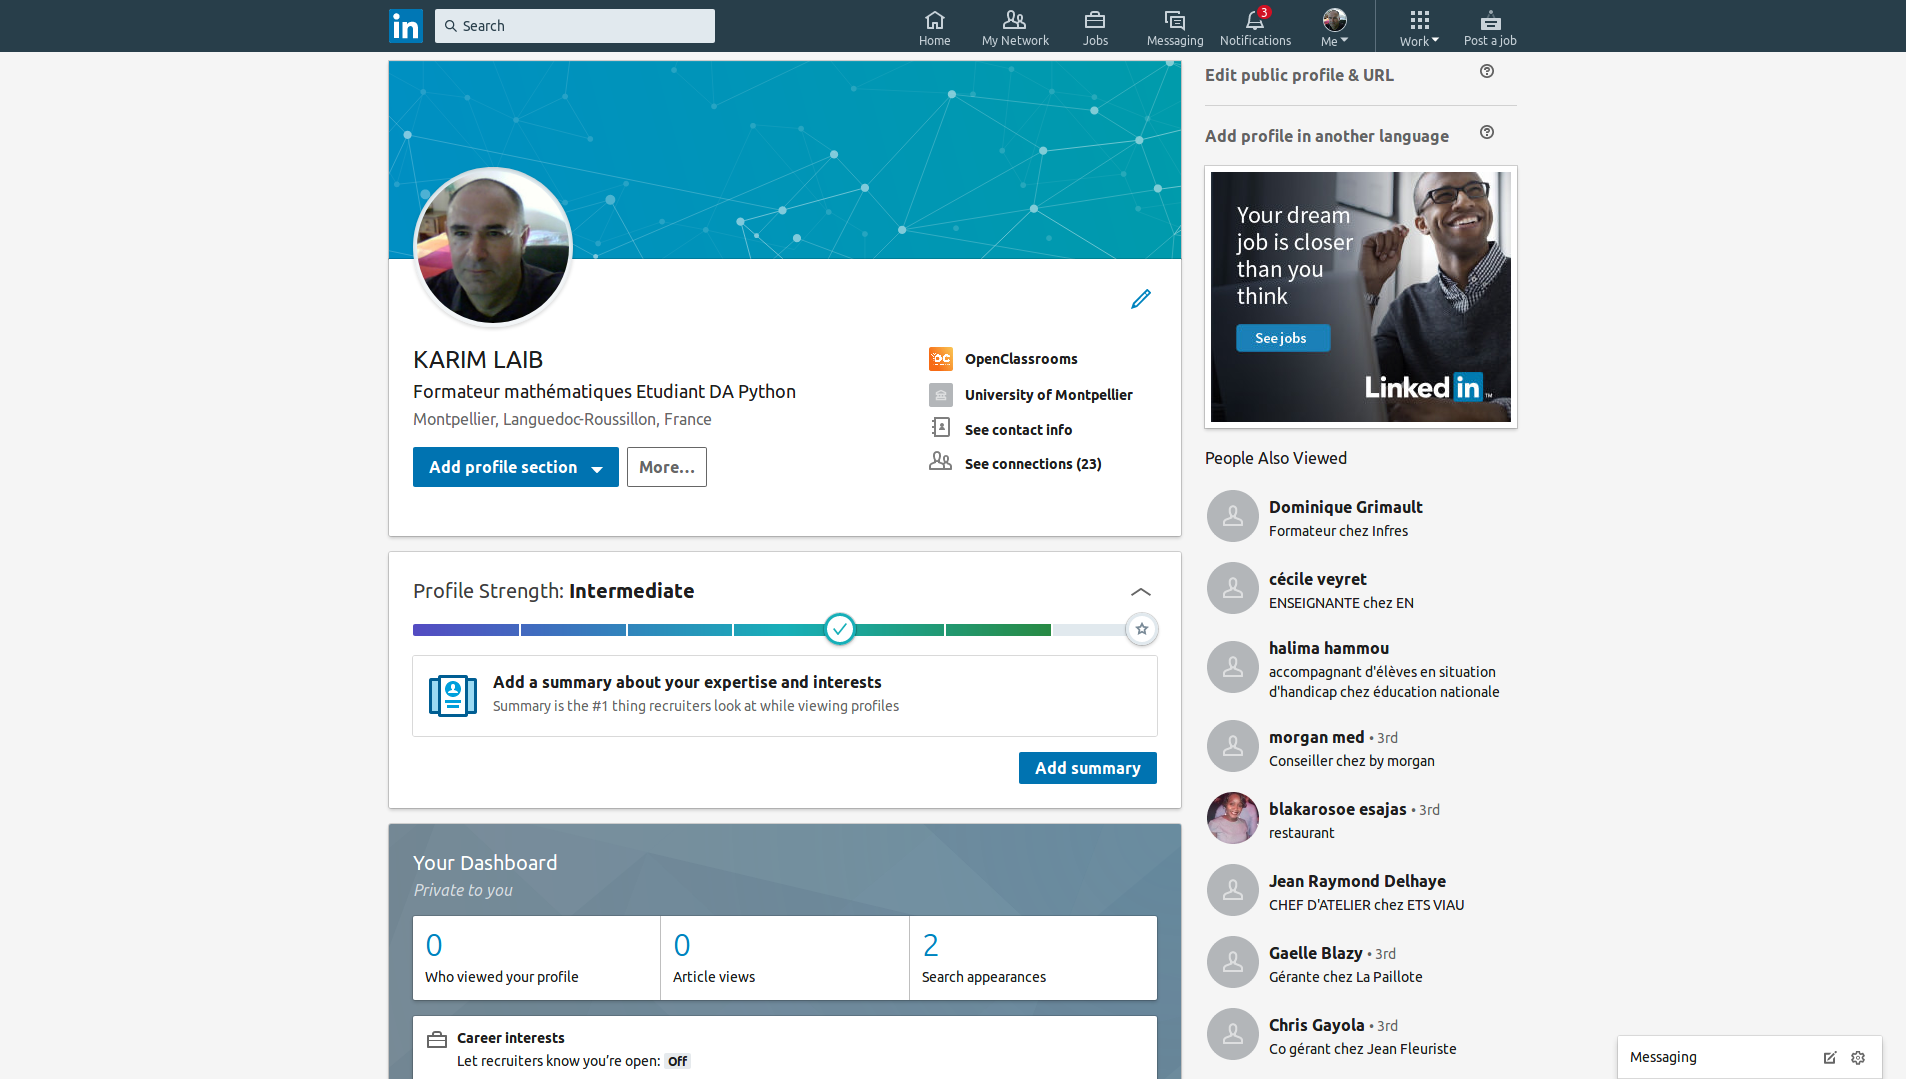 in
Search
Home
My Network
Jobs
Messaging
3
Notifications
Me
Work
Post a job
KARIM LAIB
Formateur mathématiques Etudiant DA Python
Montpellier, Languedoc-Roussillon, France
Add profile section
More...
OC
OpenClassrooms
University of Montpellier
See contact info
See connections (23)
Profile Strength: Intermediate
Add a summary about your expertise and interests
Summary is the #1 thing recruiters look at while viewing profiles
Add summary
Your Dashboard
Private to you
0
Who viewed your profile
0
Article views
2
Search appearances
Career interests
Let recruiters know you’re open: Off
Edit public profile & URL
Add profile in another language
Your dream
job is closer
than you
think
See jobs
Linked in ™
People Also Viewed
Dominique Grimault
Formateur chez Infres
cécile veyret
ENSEIGNANTE chez EN
halima hammou
accompagnant d'élèves en situation
d'handicap chez éducation nationale
morgan med • 3rd
Conseiller chez by morgan
blakarosoe esajas • 3rd
restaurant
Jean Raymond Delhaye
CHEF D'ATELIER chez ETS VIAU
Gaelle Blazy • 3rd
Gérante chez La Paillote
Chris Gayola • 3rd
Co gérant chez Jean Fleuriste
Messaging